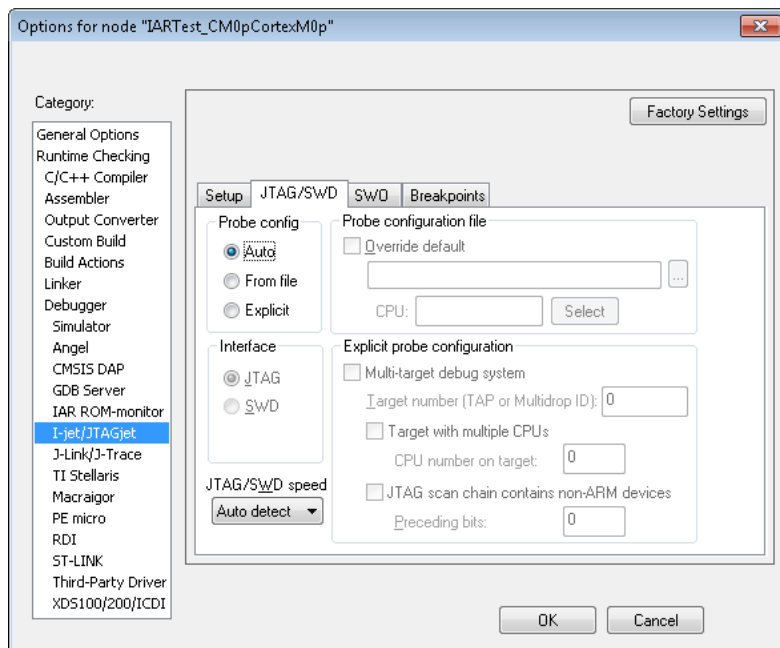 Options for node "IARTest_CM0pCortexM0p"
Category:
General Options
Runtime Checking
C/C++ Compiler
Assembler
Output Converter
Custom Build
Build Actions
Linker
Debugger
Simulator
Angel
CMSIS DAP
GDB Server
IAR ROM-monitor
I-jet/JTAGjet
J-Link/J-Trace
TI Stellaris
Macraigor
PE micro
RDI
ST-LINK
Third-Party Driver
XDS100/200/ICDI
Factory Settings
Setup JTAG/SWD SWO Breakpoints
Probe config
Auto
From file
Explicit
Probe configuration file
Override default
...
CPU: Select
Interface
JTAG
SWD
JTAG/SWD speed
Auto detect
Explicit probe configuration
Multi-target debug system
Target number (TAP or Multidrop ID): 0
Target with multiple CPUs
CPU number on target: 0
JTAG scan chain contains non-ARM devices
Preceding bits: 0
OK Cancel